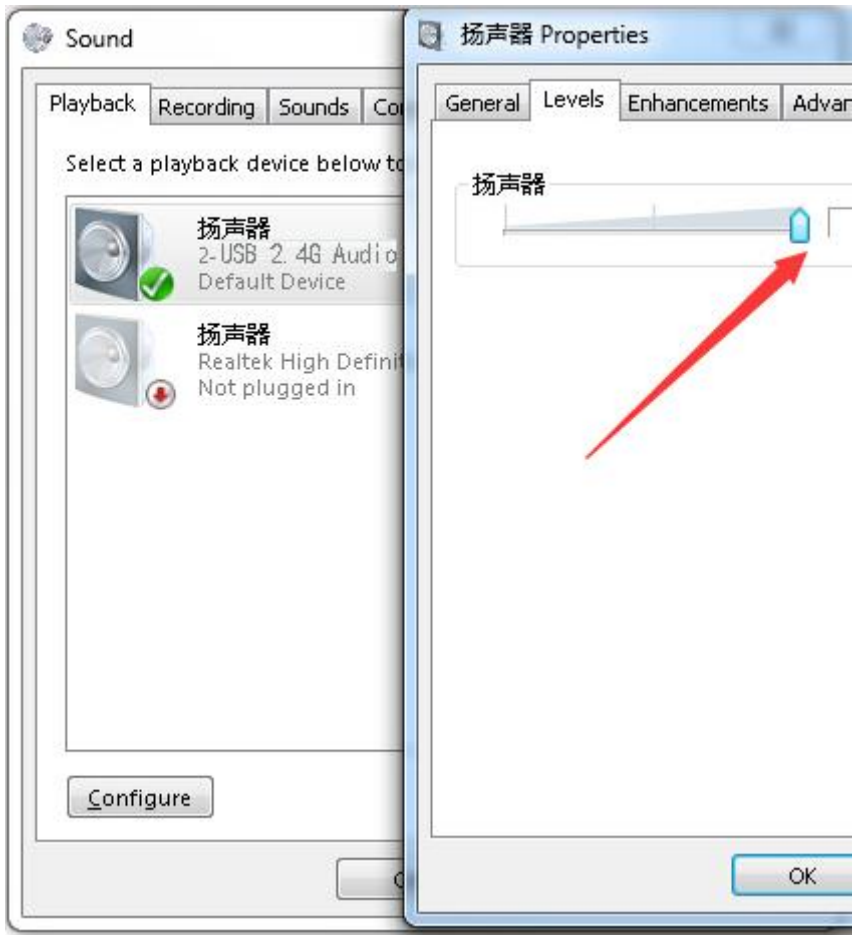 Sound
Playback
Recording
Sounds
Select a playback device below to
扬声器
2-USB 2.4G Audio
Default Device
扬声器
Realtek High
Not plugged in
Configure
扬声器 Properties
General
Levels
Enhancements
扬声器
OK